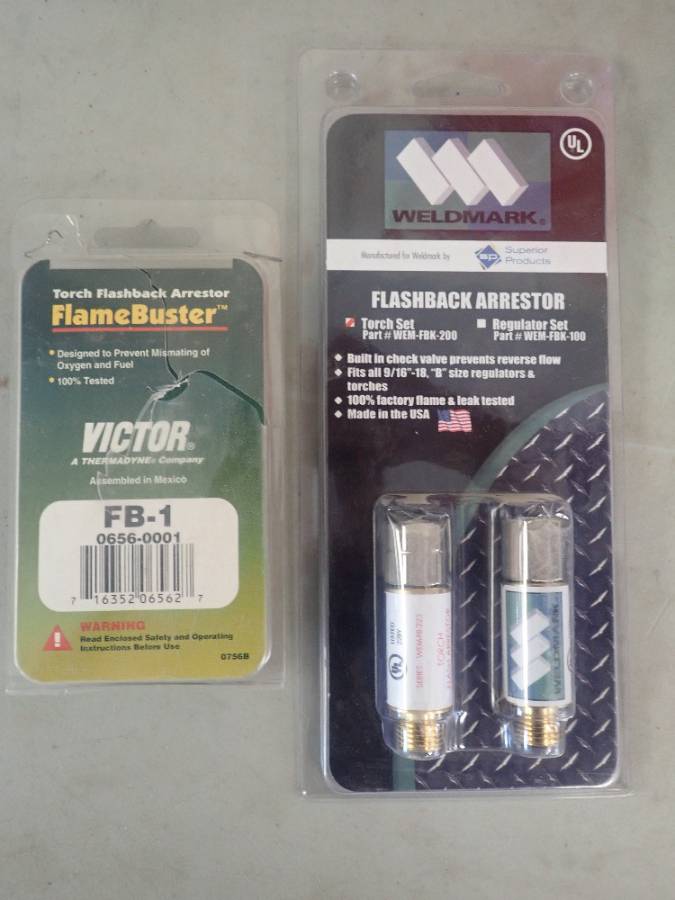 Torch Flashback Arrestor
FlameBuster™
• Designed to Prevent Mismating of
Oxygen and Fuel
• 100% Tested
VICTOR®
A THERMADYNE® Company
Assembled in Mexico
FB-1
0656-0001
7 16352 06562 7
WARNING
Read Enclosed Safety and Operating
Instructions Before Use
0756B
UL
WELDMARK®
Manufactured for Weldmark by
SP
Superior
Products
FLASHBACK ARRESTOR
Torch Set
Part # WEM-FBK-200
Regulator Set
Part # WEM-FBK-100
Built in check valve prevents reverse flow
Fits all 9/16"-18, "B" size regulators &
torches
100% factory flame & leak tested
Made in the USA
UL
LISTED
TORCH
WELDMARK